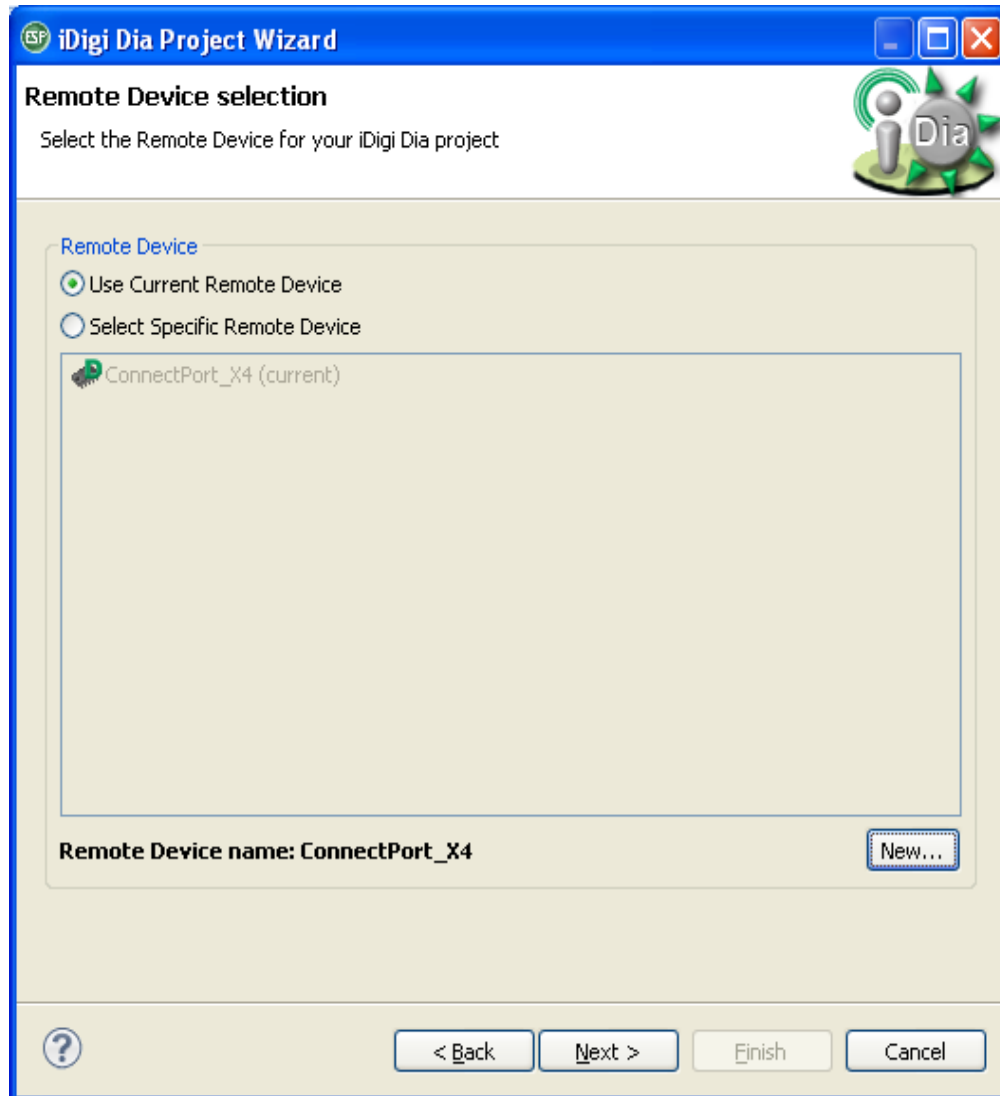 ESP iDigi Dia Project Wizard
Remote Device selection
Select the Remote Device for your iDigi Dia project
Dia
Remote Device
Use Current Remote Device
Select Specific Remote Device
ConnectPort_X4 (current)
Remote Device name: ConnectPort_X4
New...
? < Back Next > Finish Cancel